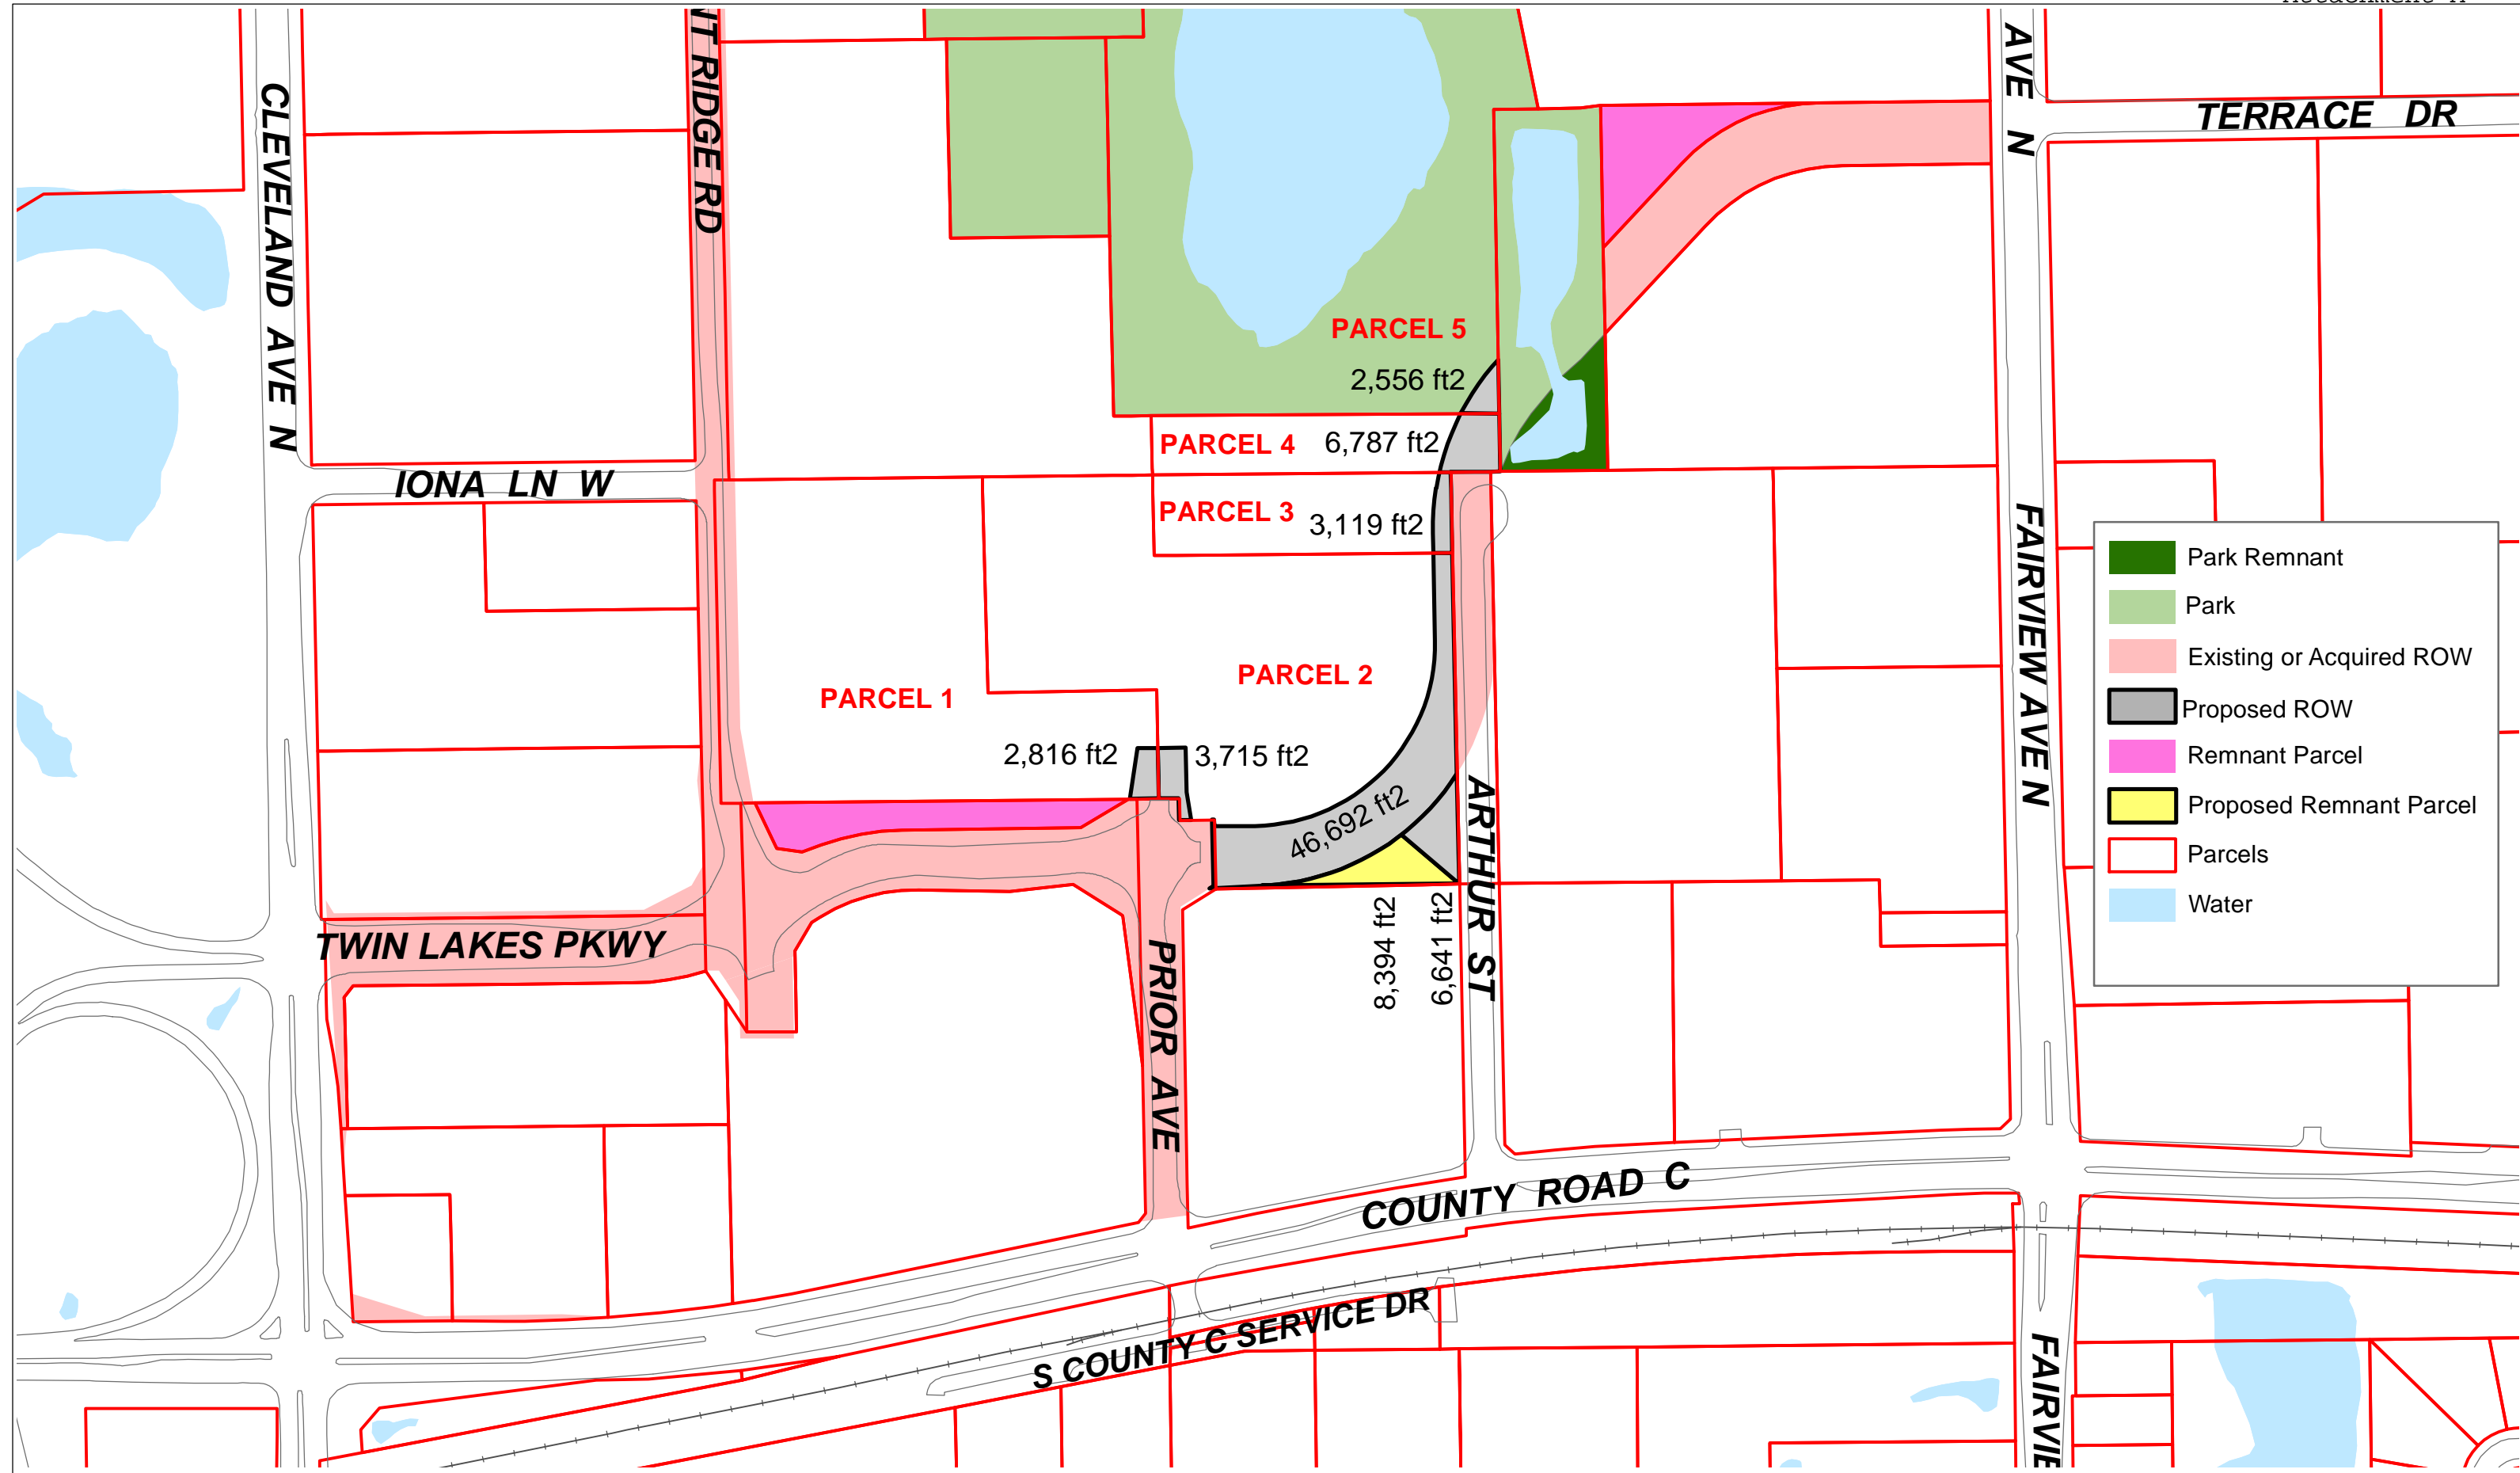 NT RIDGE RD
CLEVELAND AVE N
AVE N
TERRACE DR
PARCEL 5
2,556 ft2
PARCEL 4 6,787 ft2
IONA LN W
PARCEL 3 3,119 ft2
FAIRVIEW AVE N
PARCEL 2
PARCEL 1
2,816 ft2
3,715 ft2
46,692 ft2
ARTHUR ST
8,394 ft2
6,641 ft2
TWIN LAKES PKWY
PRIOR AVE
COUNTY ROAD C
S COUNTY C SERVICE DR
FAIRVIE
Park Remnant
Park
Existing or Acquired ROW
Proposed ROW
Remnant Parcel
Proposed Remnant Parcel
Parcels
Water